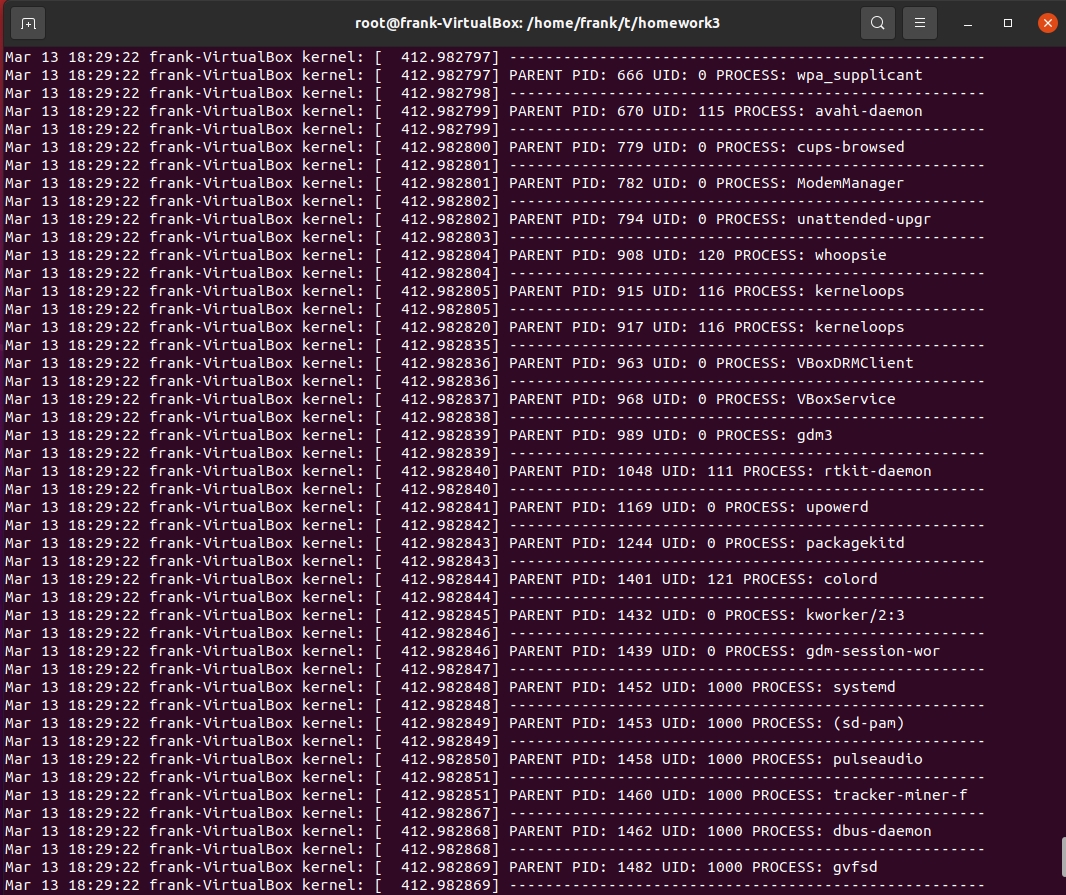 root@frank-VirtualBox: /home/frank/t/homework3
Mar 13 18:29:22 frank-VirtualBox kernel: [  412.982797] -----------------------------------------------------
Mar 13 18:29:22 frank-VirtualBox kernel: [  412.982797] PARENT PID: 666 UID: 0 PROCESS: wpa_supplicant
Mar 13 18:29:22 frank-VirtualBox kernel: [  412.982798] -----------------------------------------------------
Mar 13 18:29:22 frank-VirtualBox kernel: [  412.982799] PARENT PID: 670 UID: 115 PROCESS: avahi-daemon
Mar 13 18:29:22 frank-VirtualBox kernel: [  412.982799] -----------------------------------------------------
Mar 13 18:29:22 frank-VirtualBox kernel: [  412.982800] PARENT PID: 779 UID: 0 PROCESS: cups-browsed
Mar 13 18:29:22 frank-VirtualBox kernel: [  412.982801] -----------------------------------------------------
Mar 13 18:29:22 frank-VirtualBox kernel: [  412.982801] PARENT PID: 782 UID: 0 PROCESS: ModemManager
Mar 13 18:29:22 frank-VirtualBox kernel: [  412.982802] -----------------------------------------------------
Mar 13 18:29:22 frank-VirtualBox kernel: [  412.982802] PARENT PID: 794 UID: 0 PROCESS: unattended-upgr
Mar 13 18:29:22 frank-VirtualBox kernel: [  412.982803] -----------------------------------------------------
Mar 13 18:29:22 frank-VirtualBox kernel: [  412.982804] PARENT PID: 908 UID: 120 PROCESS: whoopsie
Mar 13 18:29:22 frank-VirtualBox kernel: [  412.982804] -----------------------------------------------------
Mar 13 18:29:22 frank-VirtualBox kernel: [  412.982805] PARENT PID: 915 UID: 116 PROCESS: kerneloops
Mar 13 18:29:22 frank-VirtualBox kernel: [  412.982805] -----------------------------------------------------
Mar 13 18:29:22 frank-VirtualBox kernel: [  412.982820] PARENT PID: 917 UID: 116 PROCESS: kerneloops
Mar 13 18:29:22 frank-VirtualBox kernel: [  412.982835] -----------------------------------------------------
Mar 13 18:29:22 frank-VirtualBox kernel: [  412.982836] PARENT PID: 963 UID: 0 PROCESS: VBoxDRMClient
Mar 13 18:29:22 frank-VirtualBox kernel: [  412.982836] -----------------------------------------------------
Mar 13 18:29:22 frank-VirtualBox kernel: [  412.982837] PARENT PID: 968 UID: 0 PROCESS: VBoxService
Mar 13 18:29:22 frank-VirtualBox kernel: [  412.982838] -----------------------------------------------------
Mar 13 18:29:22 frank-VirtualBox kernel: [  412.982839] PARENT PID: 989 UID: 0 PROCESS: gdm3
Mar 13 18:29:22 frank-VirtualBox kernel: [  412.982839] -----------------------------------------------------
Mar 13 18:29:22 frank-VirtualBox kernel: [  412.982840] PARENT PID: 1048 UID: 111 PROCESS: rtkit-daemon
Mar 13 18:29:22 frank-VirtualBox kernel: [  412.982840] -----------------------------------------------------
Mar 13 18:29:22 frank-VirtualBox kernel: [  412.982841] PARENT PID: 1169 UID: 0 PROCESS: upowerd
Mar 13 18:29:22 frank-VirtualBox kernel: [  412.982842] -----------------------------------------------------
Mar 13 18:29:22 frank-VirtualBox kernel: [  412.982843] PARENT PID: 1244 UID: 0 PROCESS: packagekitd
Mar 13 18:29:22 frank-VirtualBox kernel: [  412.982843] -----------------------------------------------------
Mar 13 18:29:22 frank-VirtualBox kernel: [  412.982844] PARENT PID: 1401 UID: 121 PROCESS: colord
Mar 13 18:29:22 frank-VirtualBox kernel: [  412.982844] -----------------------------------------------------
Mar 13 18:29:22 frank-VirtualBox kernel: [  412.982845] PARENT PID: 1432 UID: 0 PROCESS: kworker/2:3
Mar 13 18:29:22 frank-VirtualBox kernel: [  412.982846] -----------------------------------------------------
Mar 13 18:29:22 frank-VirtualBox kernel: [  412.982846] PARENT PID: 1439 UID: 0 PROCESS: gdm-session-wor
Mar 13 18:29:22 frank-VirtualBox kernel: [  412.982847] -----------------------------------------------------
Mar 13 18:29:22 frank-VirtualBox kernel: [  412.982848] PARENT PID: 1452 UID: 1000 PROCESS: systemd
Mar 13 18:29:22 frank-VirtualBox kernel: [  412.982848] -----------------------------------------------------
Mar 13 18:29:22 frank-VirtualBox kernel: [  412.982849] PARENT PID: 1453 UID: 1000 PROCESS: (sd-pam)
Mar 13 18:29:22 frank-VirtualBox kernel: [  412.982849] -----------------------------------------------------
Mar 13 18:29:22 frank-VirtualBox kernel: [  412.982850] PARENT PID: 1458 UID: 1000 PROCESS: pulseaudio
Mar 13 18:29:22 frank-VirtualBox kernel: [  412.982851] -----------------------------------------------------
Mar 13 18:29:22 frank-VirtualBox kernel: [  412.982851] PARENT PID: 1460 UID: 1000 PROCESS: tracker-miner-f
Mar 13 18:29:22 frank-VirtualBox kernel: [  412.982867] -----------------------------------------------------
Mar 13 18:29:22 frank-VirtualBox kernel: [  412.982868] PARENT PID: 1462 UID: 1000 PROCESS: dbus-daemon
Mar 13 18:29:22 frank-VirtualBox kernel: [  412.982868] -----------------------------------------------------
Mar 13 18:29:22 frank-VirtualBox kernel: [  412.982869] PARENT PID: 1482 UID: 1000 PROCESS: gvfsd
Mar 13 18:29:22 frank-VirtualBox kernel: [  412.982869] -----------------------------------------------------